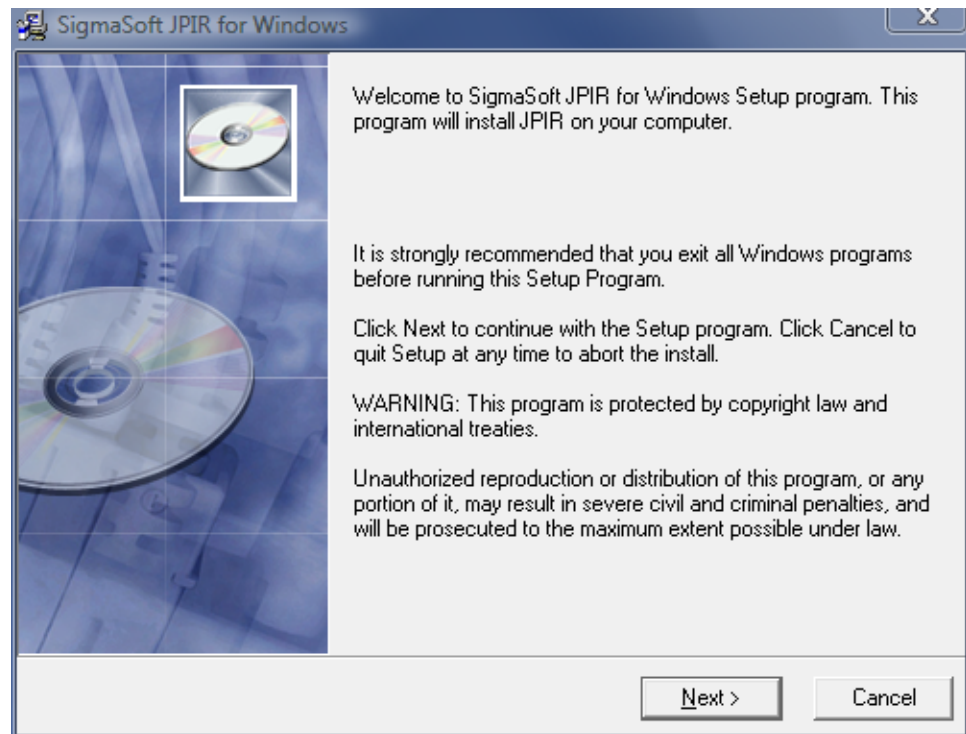 SigmaSoft JPIR for Windows
Welcome to SigmaSoft JPIR for Windows Setup program. This
program will install JPIR on your computer.
It is strongly recommended that you exit all Windows programs
before running this Setup Program.
Click Next to continue with the Setup program. Click Cancel to
quit Setup at any time to abort the install.
WARNING: This program is protected by copyright law and
international treaties.
Unauthorized reproduction or distribution of this program, or any
portion of it, may result in severe civil and criminal penalties, and
will be prosecuted to the maximum extent possible under law.
Next >
Cancel